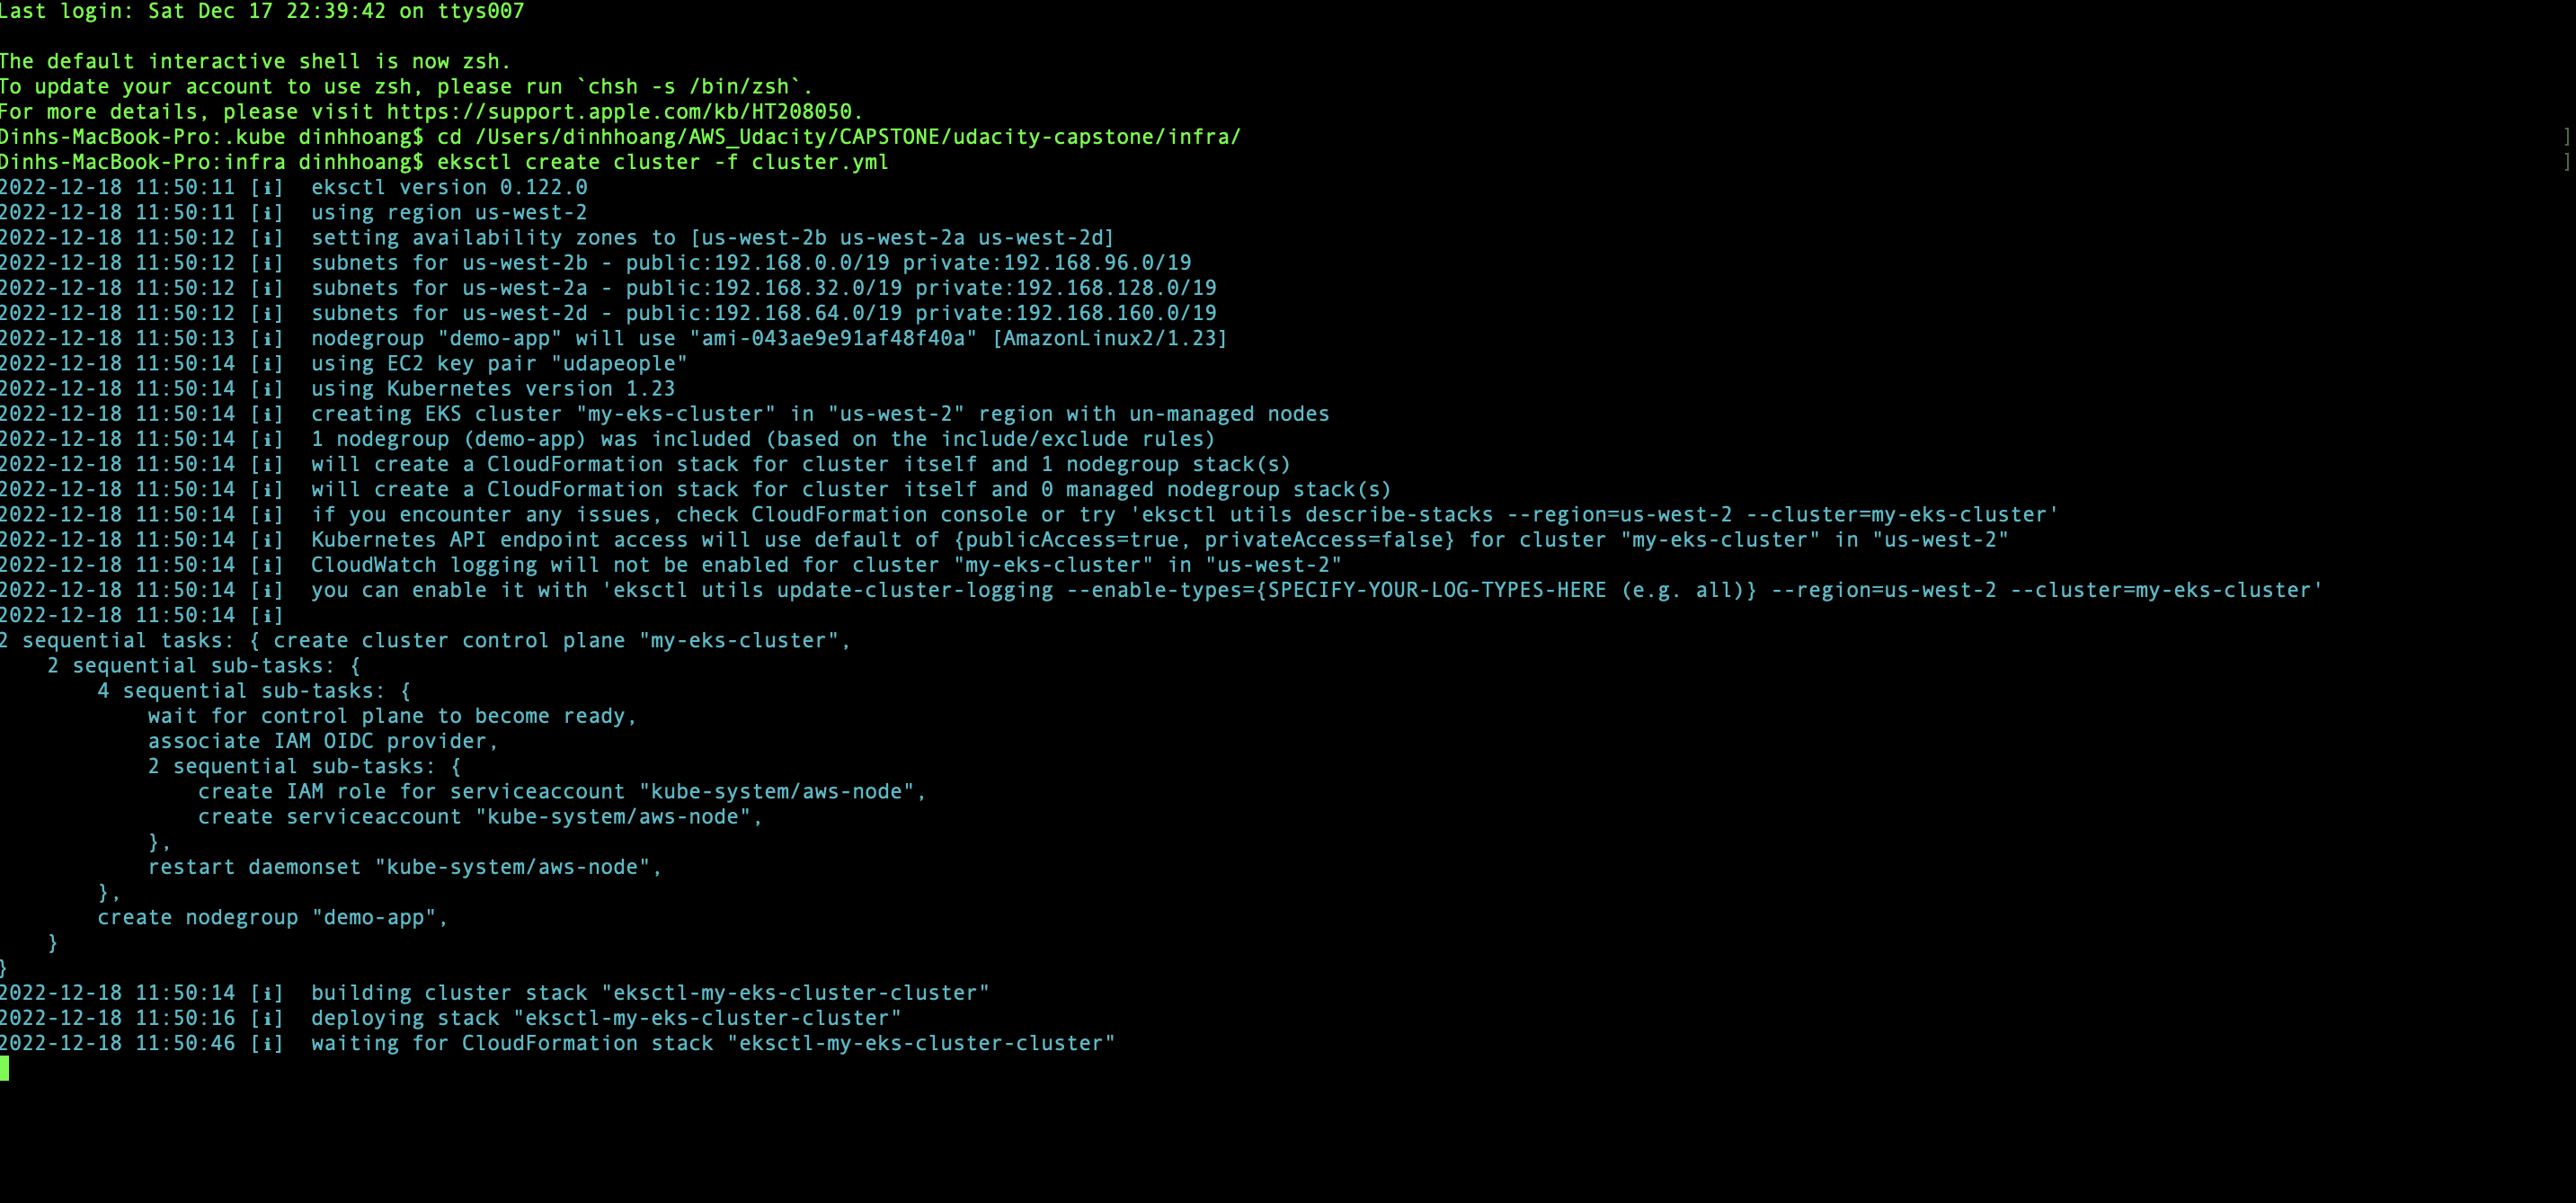 Last login: Sat Dec 17 22:39:42 on ttys007
The default interactive shell is now zsh.
To update your account to use zsh, please run `chsh -s /bin/zsh`.
For more details, please visit https://support.apple.com/kb/HT208050.
Dinhs-MacBook-Pro:.kube dinhhoang$ cd /Users/dinhhoang/AWS_Udacity/CAPSTONE/udacity-capstone/infra/ ]
Dinhs-MacBook-Pro:infra dinhhoang$ eksctl create cluster -f cluster.yml ]
2022-12-18 11:50:11 [ℹ]  eksctl version 0.122.0
2022-12-18 11:50:11 [ℹ]  using region us-west-2
2022-12-18 11:50:12 [ℹ]  setting availability zones to [us-west-2b us-west-2a us-west-2d]
2022-12-18 11:50:12 [ℹ]  subnets for us-west-2b - public:192.168.0.0/19 private:192.168.96.0/19
2022-12-18 11:50:12 [ℹ]  subnets for us-west-2a - public:192.168.32.0/19 private:192.168.128.0/19
2022-12-18 11:50:12 [ℹ]  subnets for us-west-2d - public:192.168.64.0/19 private:192.168.160.0/19
2022-12-18 11:50:13 [ℹ]  nodegroup "demo-app" will use "ami-043ae9e91af48f40a" [AmazonLinux2/1.23]
2022-12-18 11:50:14 [ℹ]  using EC2 key pair "udapeople"
2022-12-18 11:50:14 [ℹ]  using Kubernetes version 1.23
2022-12-18 11:50:14 [ℹ]  creating EKS cluster "my-eks-cluster" in "us-west-2" region with un-managed nodes
2022-12-18 11:50:14 [ℹ]  1 nodegroup (demo-app) was included (based on the include/exclude rules)
2022-12-18 11:50:14 [ℹ]  will create a CloudFormation stack for cluster itself and 1 nodegroup stack(s)
2022-12-18 11:50:14 [ℹ]  will create a CloudFormation stack for cluster itself and 0 managed nodegroup stack(s)
2022-12-18 11:50:14 [ℹ]  if you encounter any issues, check CloudFormation console or try 'eksctl utils describe-stacks --region=us-west-2 --cluster=my-eks-cluster'
2022-12-18 11:50:14 [ℹ]  Kubernetes API endpoint access will use default of {publicAccess=true, privateAccess=false} for cluster "my-eks-cluster" in "us-west-2"
2022-12-18 11:50:14 [ℹ]  CloudWatch logging will not be enabled for cluster "my-eks-cluster" in "us-west-2"
2022-12-18 11:50:14 [ℹ]  you can enable it with 'eksctl utils update-cluster-logging --enable-types={SPECIFY-YOUR-LOG-TYPES-HERE (e.g. all)} --region=us-west-2 --cluster=my-eks-cluster'
2022-12-18 11:50:14 [ℹ]
2 sequential tasks: { create cluster control plane "my-eks-cluster",
    2 sequential sub-tasks: {
        4 sequential sub-tasks: {
            wait for control plane to become ready,
            associate IAM OIDC provider,
            2 sequential sub-tasks: {
                create IAM role for serviceaccount "kube-system/aws-node",
                create serviceaccount "kube-system/aws-node",
            },
            restart daemonset "kube-system/aws-node",
        },
        create nodegroup "demo-app",
    }
}
2022-12-18 11:50:14 [ℹ]  building cluster stack "eksctl-my-eks-cluster-cluster"
2022-12-18 11:50:16 [ℹ]  deploying stack "eksctl-my-eks-cluster-cluster"
2022-12-18 11:50:46 [ℹ]  waiting for CloudFormation stack "eksctl-my-eks-cluster-cluster"